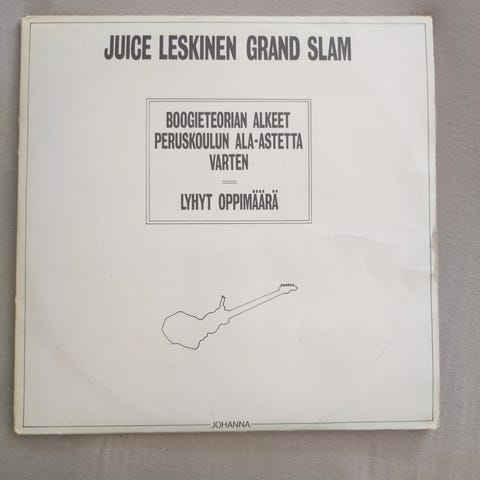 JUICE LESKINEN GRAND SLAM
BOOGIETEORIAN ALKEET
PERUSKOULUN ALA-ASTETTA
VARTEN
LYHYT OPPIMÄÄRÄ
JOHANNA